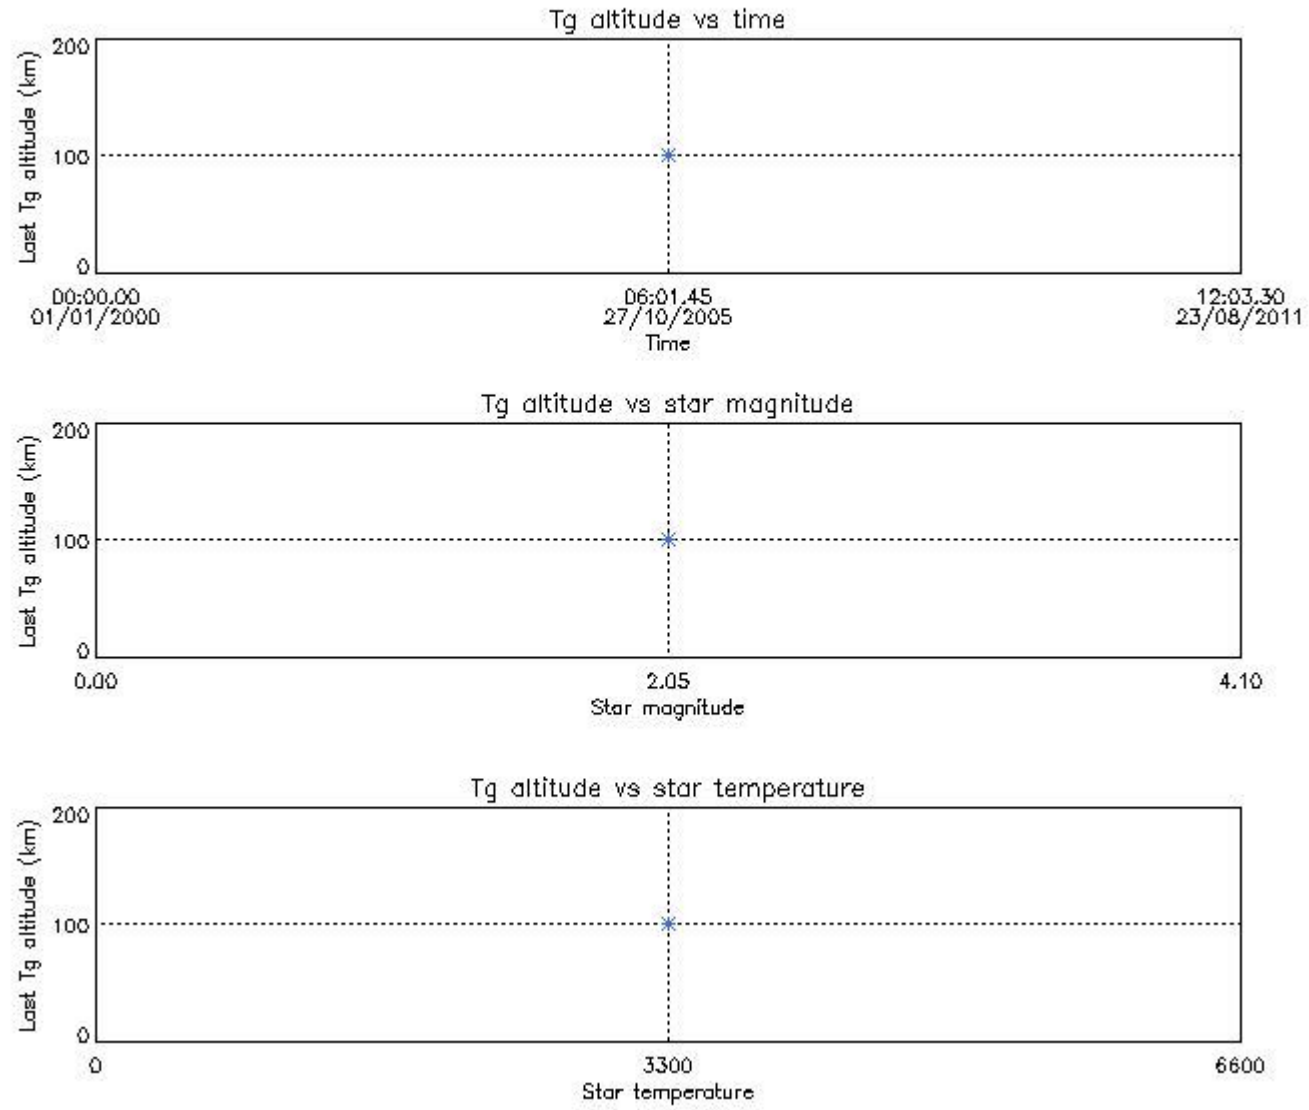 Tg altitude vs time
Last Tg altitude (km)
200
100
0
00:00.00 06:01.45 12:03.30
01/01/2000 27/10/2005 23/08/2011
Time
Tg altitude vs star magnitude
Last Tg altitude (km)
200
100
0
0.00 2.05 4.10
Star magnitude
Tg altitude vs star temperature
Last Tg altitude (km)
200
100
0
0 3300 6600
Star temperature